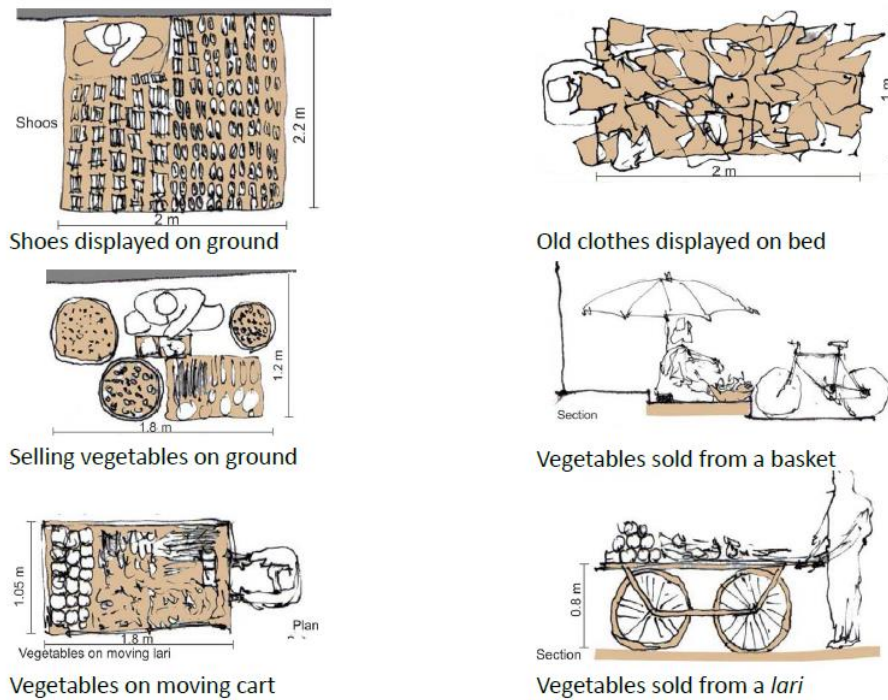 Shoos
2.2 m
2 m
Shoes displayed on ground
1 m
2 m
Old clothes displayed on bed
1.2 m
1.8 m
Selling vegetables on ground
Section
Vegetables sold from a basket
1.05 m
1.8 m
Plan
Vegetables on moving lari
Vegetables on moving cart
0.8 m
Section
Vegetables sold from a lari